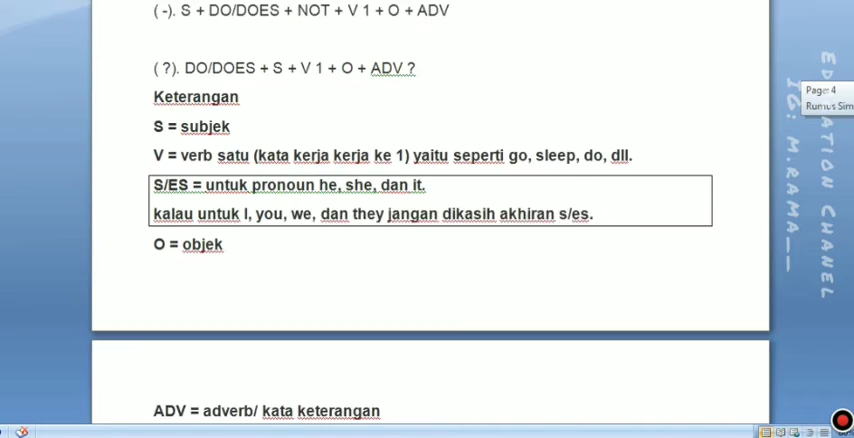 ( -). S + DO/DOES + NOT + V 1 + O + ADV
( ?). DO/DOES + S + V 1 + O + ADV ?
Keterangan
S = subjek
V = verb satu (kata kerja kerja ke 1) yaitu seperti go, sleep, do, dll.
S/ES = untuk pronoun he, she, dan it.
kalau untuk I, you, we, dan they jangan dikasih akhiran s/es.
O = objek
ADV = adverb/ kata keterangan
Page: 4
Rumus Sim
EDUCATION CHANEL
IG: M.RAMA__